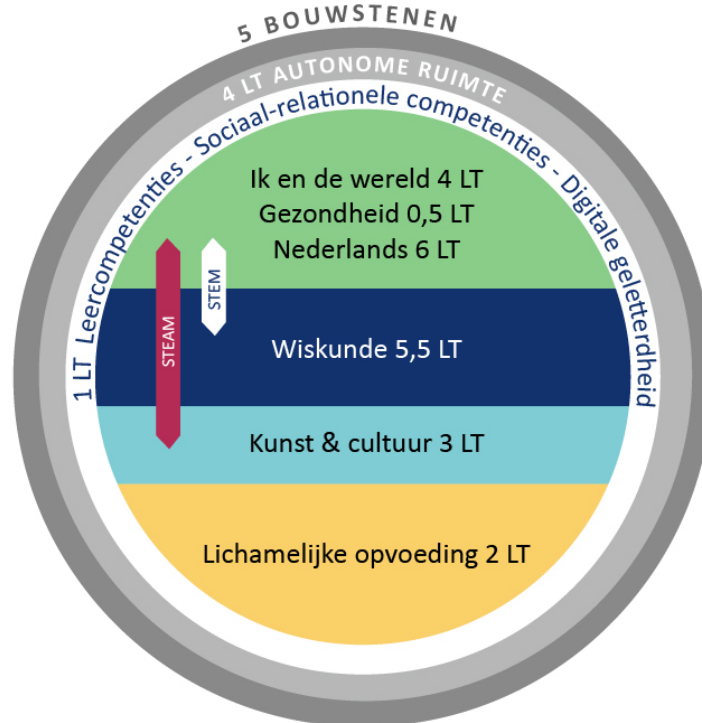 5 BOUWSTENEN
4 LT AUTONOME RUIMTE
1 LT Leercompetenties - Sociaal-relationele competenties - Digitale geletterdheid
Ik en de wereld 4 LT
Gezondheid 0,5 LT
Nederlands 6 LT
STEM
STEAM
Wiskunde 5,5 LT
Kunst & cultuur 3 LT
Lichamelijke opvoeding 2 LT